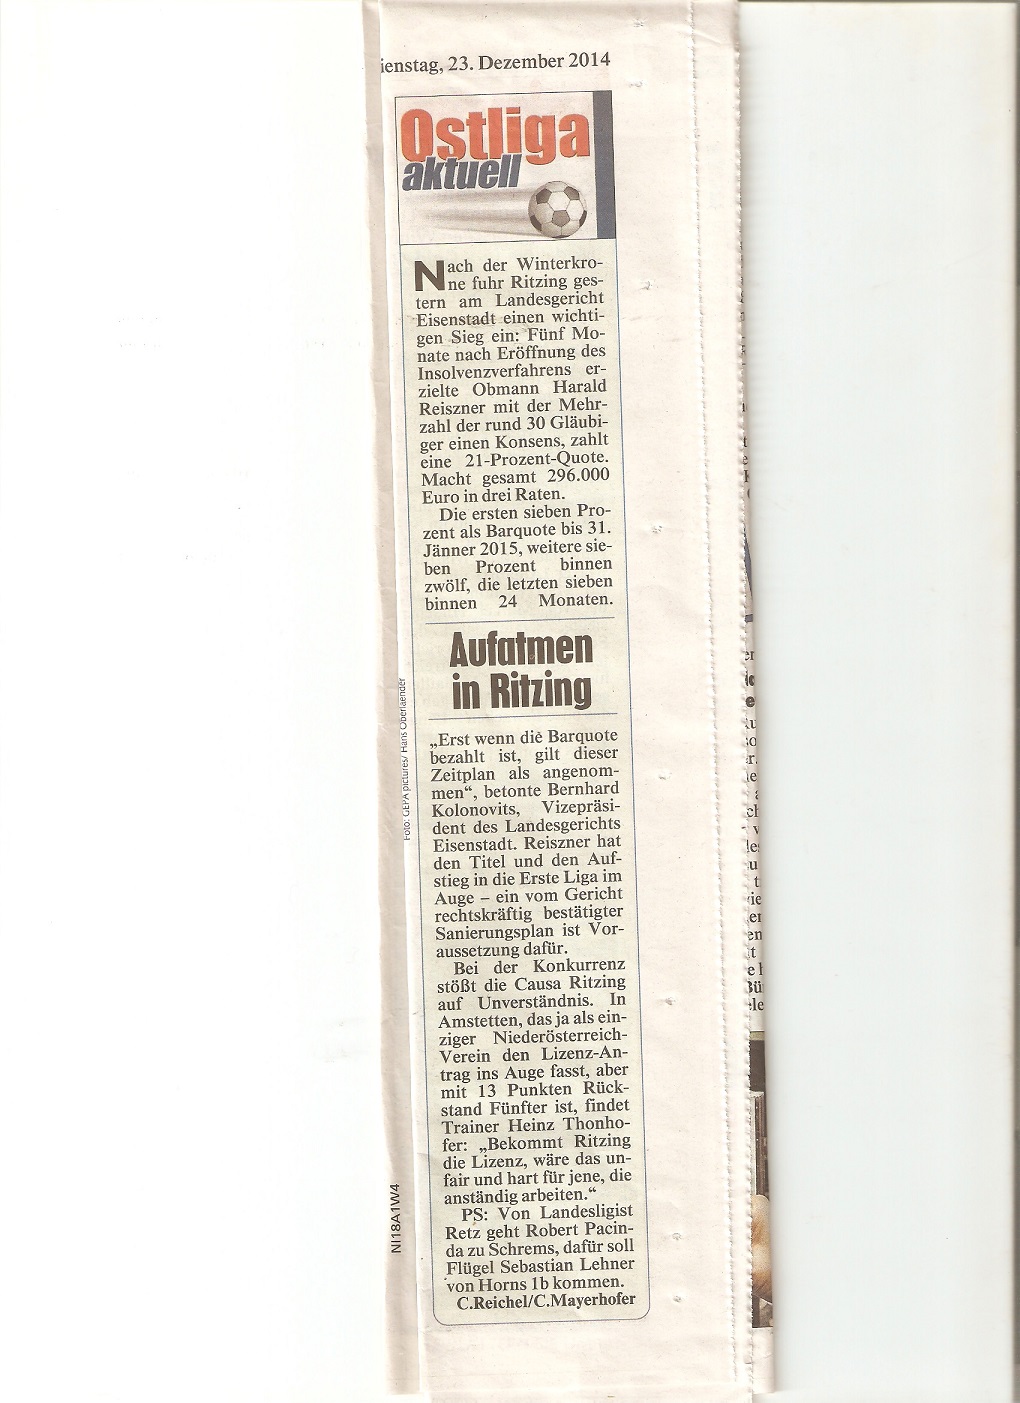 ienstag, 23. Dezember 2014
Ostliga
aktuell
Nach der Winterkro-
ne fuhr Ritzing ges-
tern am Landesgericht
Eisenstadt einen wichti-
gen Sieg ein: Fünf Mo-
nate nach Eröffnung des
Insolvenzverfahrens er-
zielte Obmann Harald
Reiszner mit der Mehr-
zahl der rund 30 Gläubi-
ger einen Konsens, zahlt
eine 21-Prozent-Quote.
Macht gesamt 296.000
Euro in drei Raten.
Die ersten sieben Pro-
zent als Barquote bis 31.
Jänner 2015, weitere sie-
ben Prozent binnen
zwölf, die letzten sieben
binnen 24 Monaten.
Aufatmen
in Ritzing
„Erst wenn die Barquote
bezahlt ist, gilt dieser
Zeitplan als angenom-
men“, betonte Bernhard
Kolonovits, Vizepräsi-
dent des Landesgerichts
Eisenstadt. Reiszner hat
den Titel und den Auf-
stieg in die Erste Liga im
Auge – ein vom Gericht
rechtskräftig bestätigter
Sanierungsplan ist Vor-
aussetzung dafür.
Bei der Konkurrenz
stößt die Causa Ritzing
auf Unverständnis. In
Amstetten, das ja als ein-
ziger Niederösterreich-
Verein den Lizenz-An-
trag ins Auge fasst, aber
mit 13 Punkten Rück-
stand Fünfter ist, findet
Trainer Heinz Thonho-
fer: „Bekommt Ritzing
die Lizenz, wäre das un-
fair und hart für jene, die
anständig arbeiten.“
PS: Von Landesligist
Retz geht Robert Pacin-
da zu Schrems, dafür soll
Flügel Sebastian Lehner
von Horns 1b kommen.
C.Reichel/C.Mayerhofer
Foto: GEPA pictures/ Hans Oberlaender
NI18A1W4